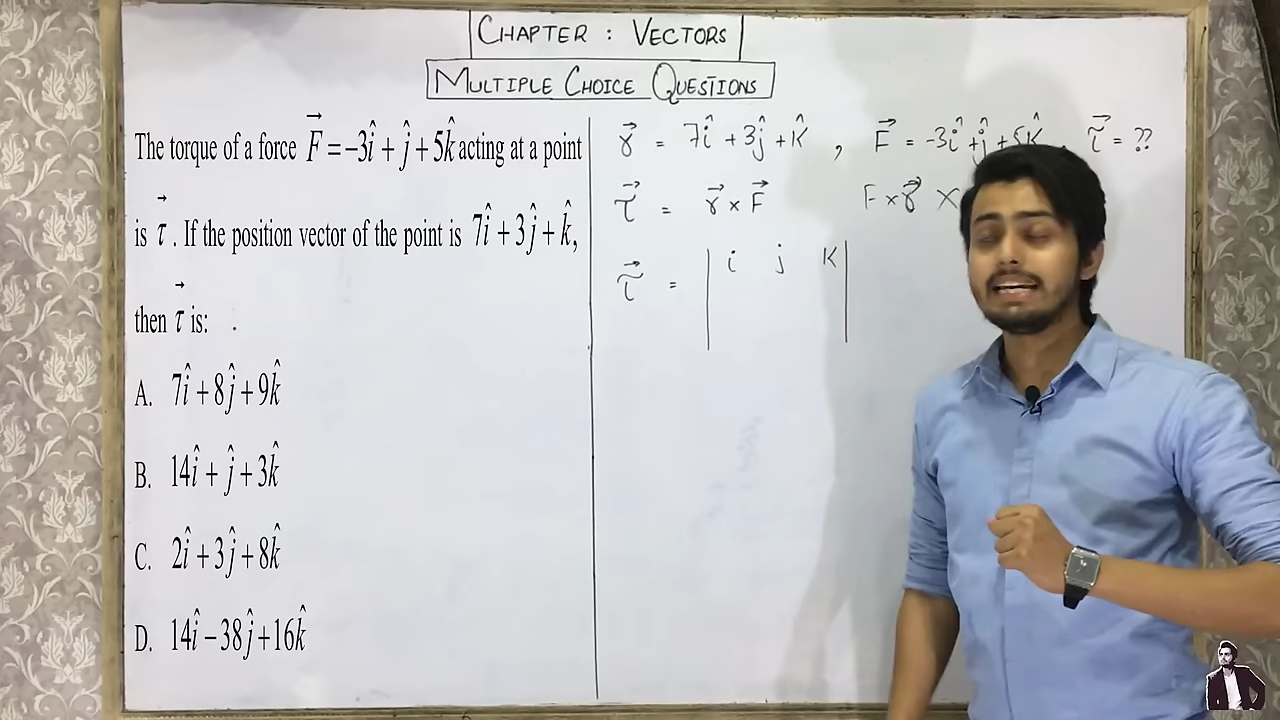 CHAPTER : VECTORS
MULTIPLE CHOICE QUESTIONS
The torque of a force F⃗ = −3î + ĵ + 5k̂ acting at a point
is τ⃗. If the position vector of the point is 7î + 3ĵ + k̂,
then τ⃗ is: .
A. 7î + 8ĵ + 9k̂
B. 14î + ĵ + 3k̂
C. 2î + 3ĵ + 8k̂
D. 14î − 38ĵ + 16k̂
r⃗ = 7î + 3ĵ + k̂ , F⃗ = -3î + ĵ + 5k̂ τ⃗ = ??
τ⃗ = r⃗ × F⃗ F × r⃗ ×
τ⃗ = | i j k |